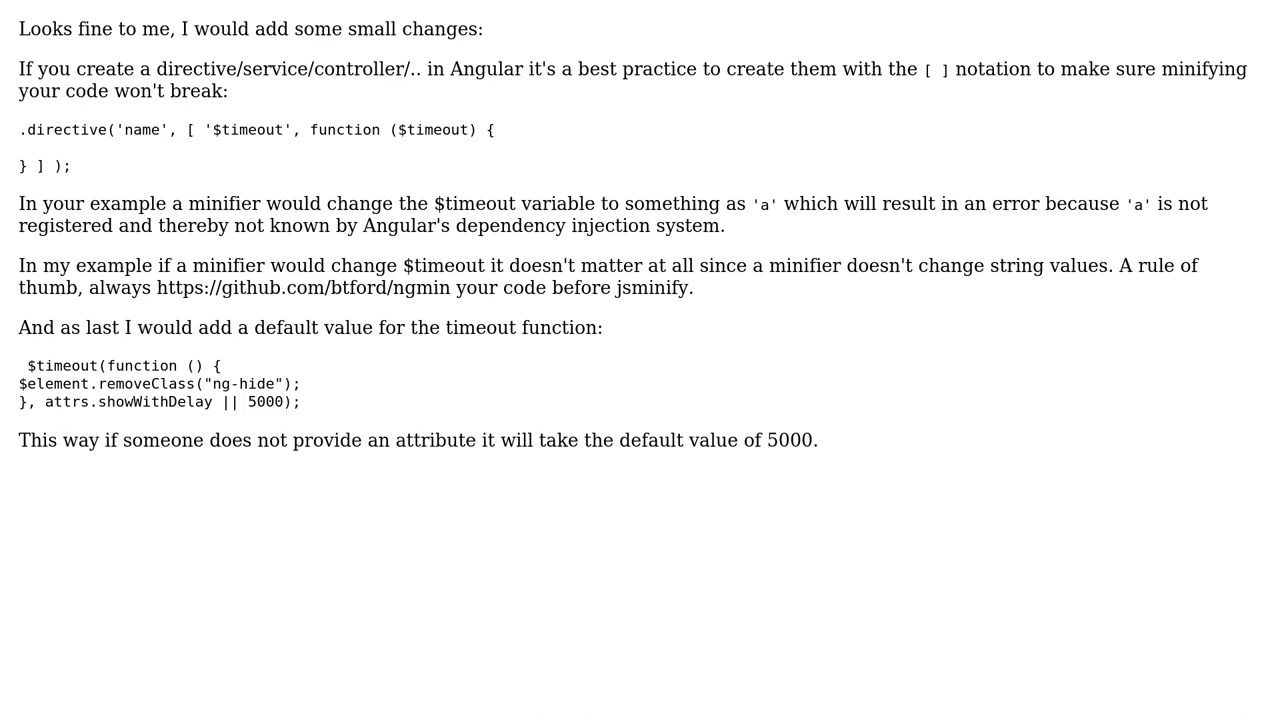 Looks fine to me, I would add some small changes:
If you create a directive/service/controller/.. in Angular it's a best practice to create them with the [ ] notation to make sure minifying
your code won't break:
.directive('name', [ '$timeout', function ($timeout) {
} ] );
In your example a minifier would change the $timeout variable to something as 'a' which will result in an error because 'a' is not
registered and thereby not known by Angular's dependency injection system.
In my example if a minifier would change $timeout it doesn't matter at all since a minifier doesn't change string values. A rule of
thumb, always https://github.com/btford/ngmin your code before jsminify.
And as last I would add a default value for the timeout function:
$timeout(function () {
$element.removeClass("ng-hide");
}, attrs.showWithDelay || 5000);
This way if someone does not provide an attribute it will take the default value of 5000.